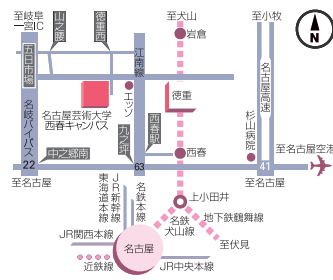 至岐阜
一宮IC
山之腰
徳重西
江南線
至犬山
岩倉
至小牧
N
五日市場
名古屋芸術大学
西春キャンパス
エッソ
徳重
名古屋高速
名岐バイパス
九之坪
西春駅
杉山病院
中之郷南
西春
至名古屋空港
22
63
41
至名古屋
至名古屋
東海道本線
JR新幹線
名鉄本線
上小田井
名鉄
犬山線
地下鉄鶴舞線
至伏見
JR関西本線
名古屋
近鉄線
JR中央本線